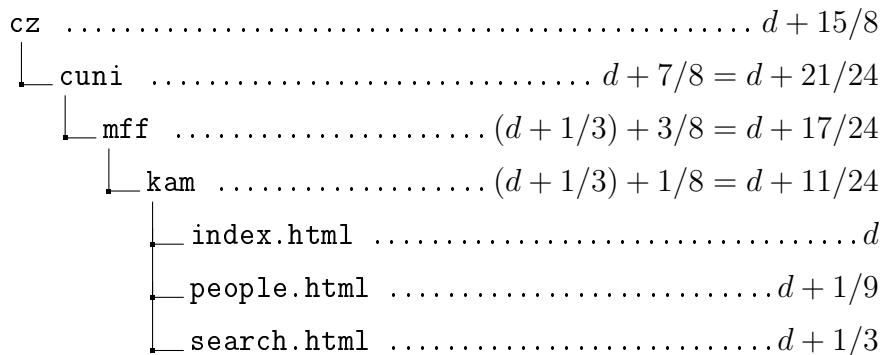 cz ........................................ d + 15/8
cuni .............................. d + 7/8 = d + 21/24
mff ..................... (d + 1/3) + 3/8 = d + 17/24
kam .................. (d + 1/3) + 1/8 = d + 11/24
index.html .................................. d
people.html .......................... d + 1/9
search.html .......................... d + 1/3